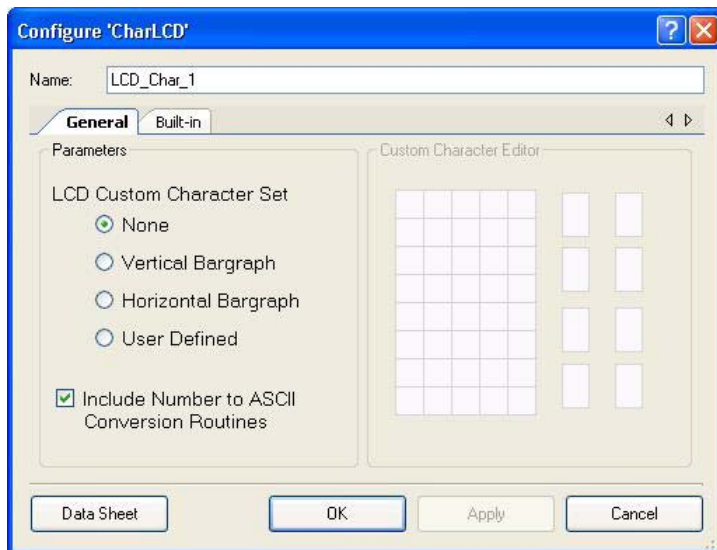 Configure 'CharLCD'
Name: LCD_Char_1
General Built-in
Parameters
Custom Character Editor
LCD Custom Character Set
None
Vertical Bargraph
Horizontal Bargraph
User Defined
Include Number to ASCII
Conversion Routines
Data Sheet OK Apply Cancel